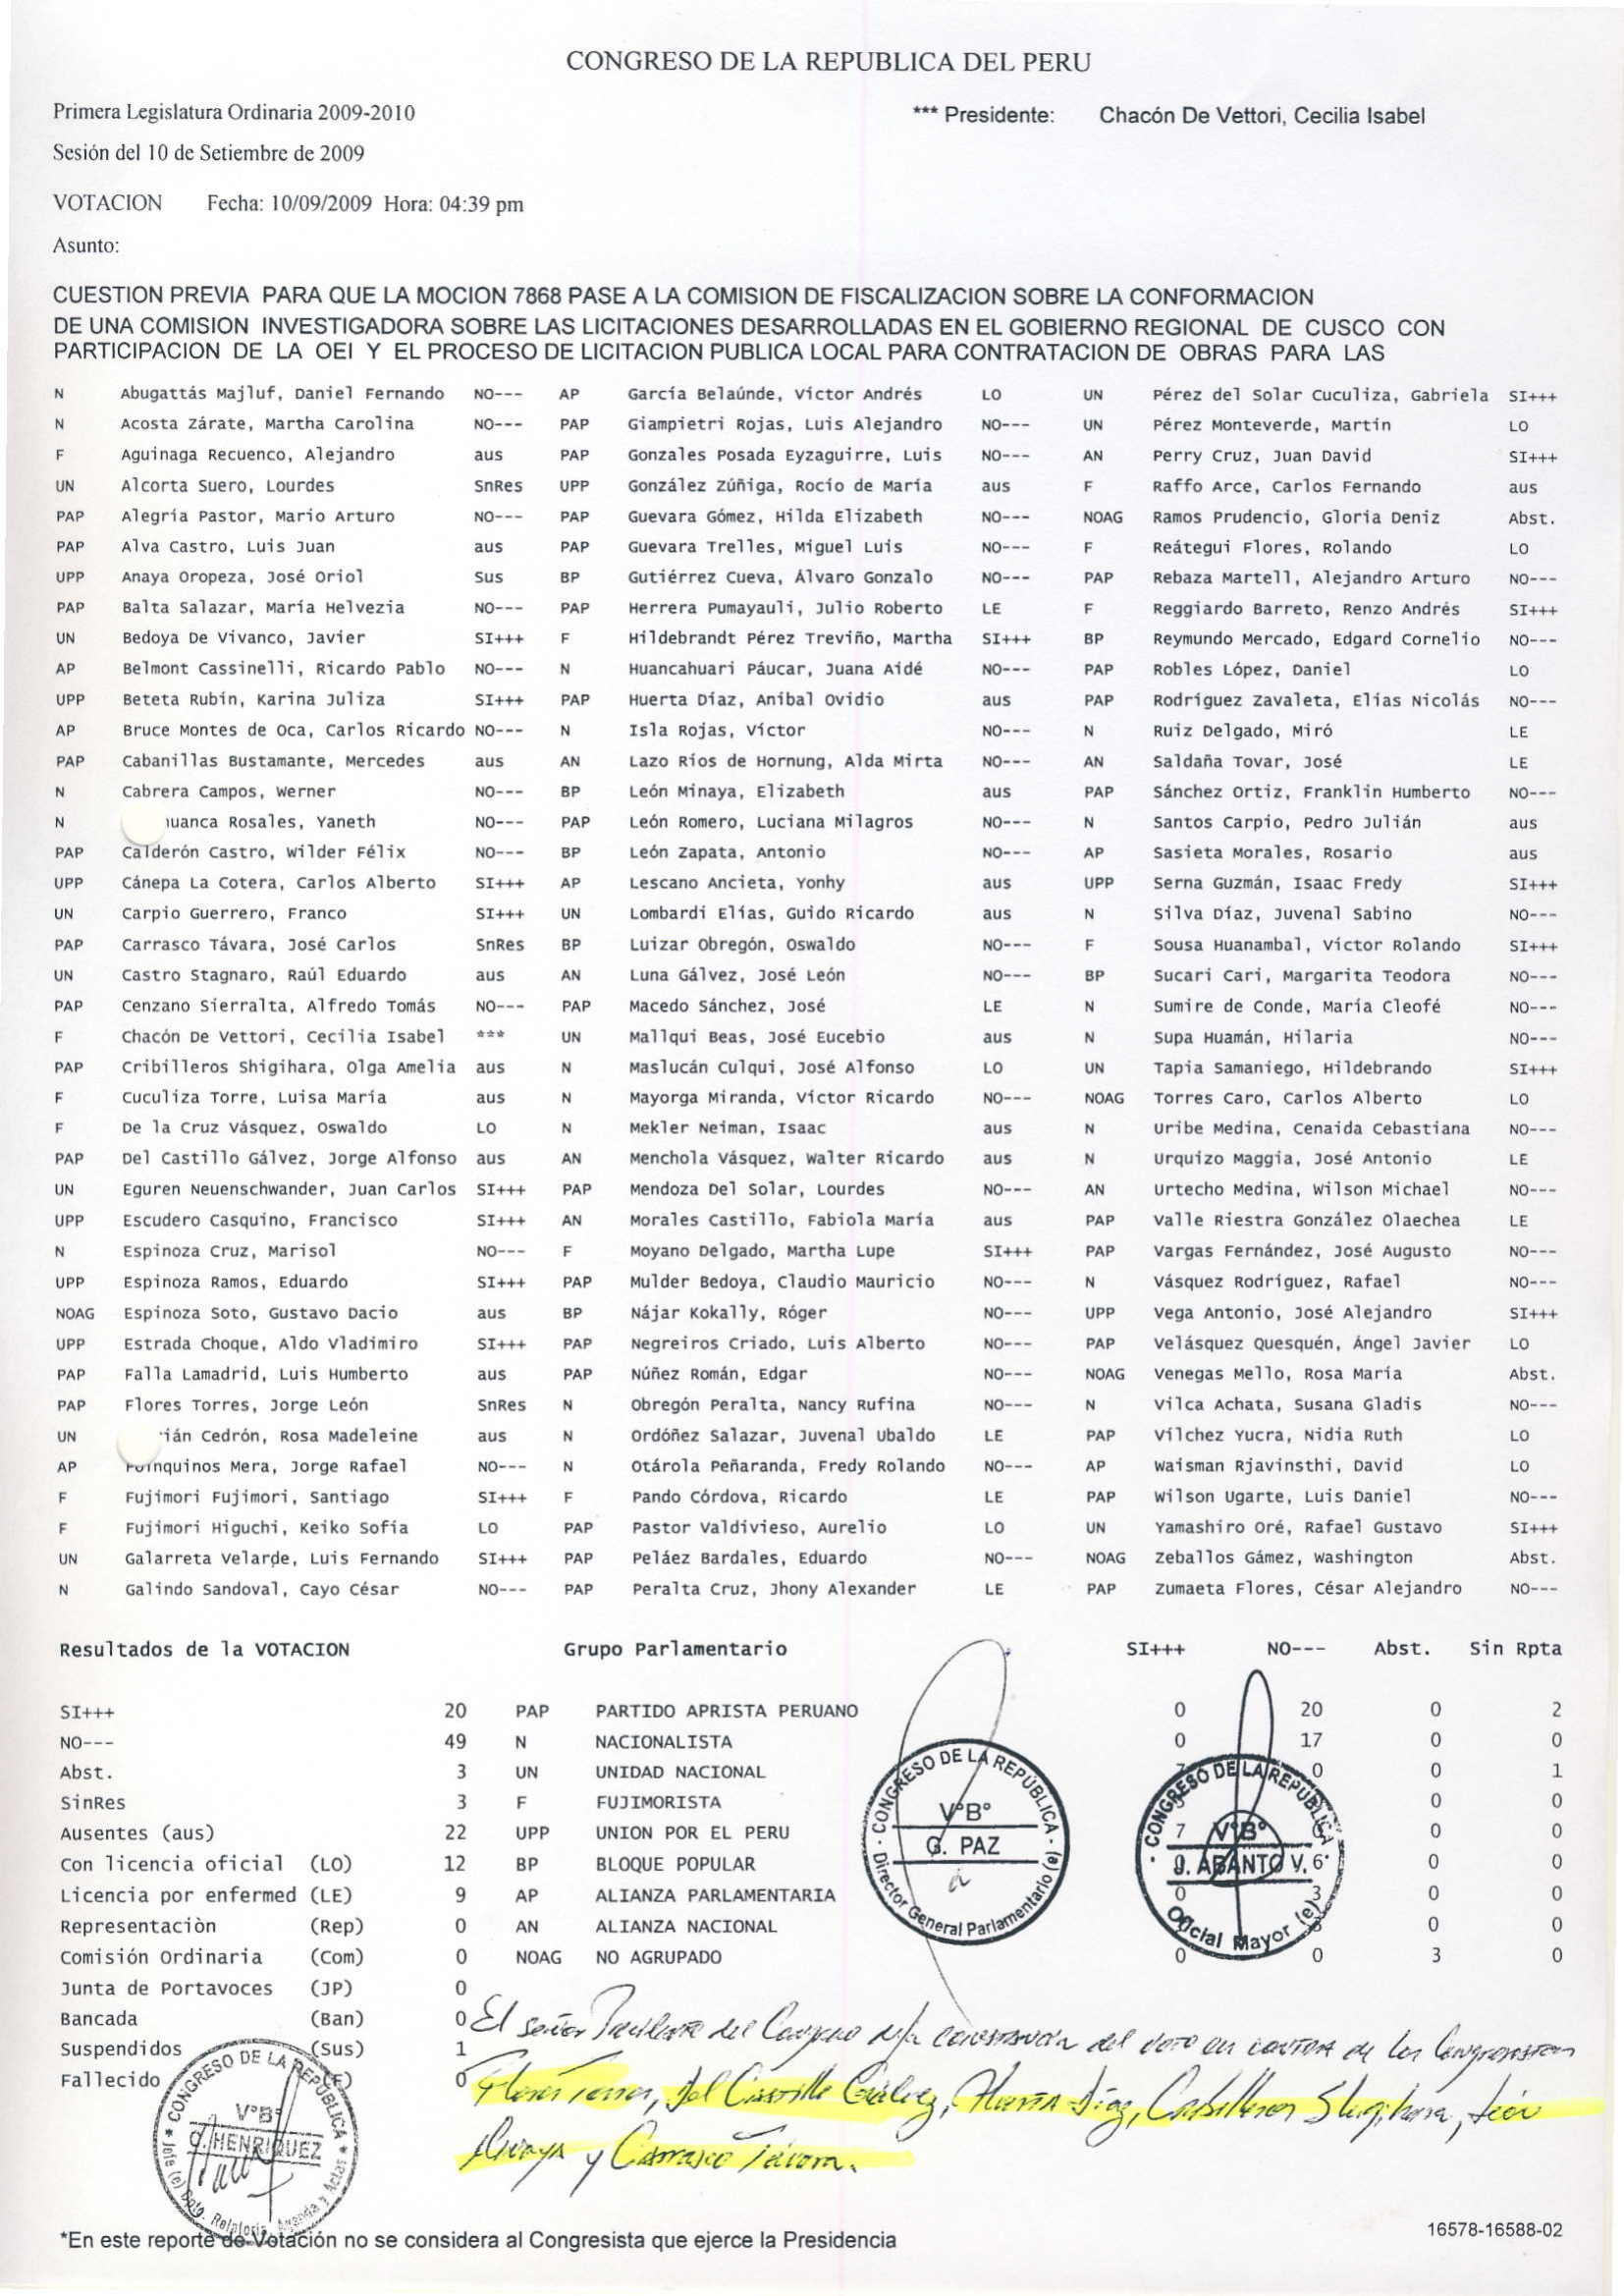 CONGRESO DE LA REPUBLICA DEL PERU
Primera Legislatura Ordinaria 2009-2010 *** Presidente: Chacón De Vettori, Cecilia Isabel
Sesión del 10 de Setiembre de 2009
VOTACION Fecha: 10/09/2009 Hora: 04:39 pm
Asunto:
CUESTION PREVIA PARA QUE LA MOCION 7868 PASE A LA COMISION DE FISCALIZACION SOBRE LA CONFORMACION
DE UNA COMISION INVESTIGADORA SOBRE LAS LICITACIONES DESARROLLADAS EN EL GOBIERNO REGIONAL DE CUSCO CON
PARTICIPACION DE LA OEI Y EL PROCESO DE LICITACION PUBLICA LOCAL PARA CONTRATACION DE OBRAS PARA LAS
N Abugattás Majluf, Daniel Fernando NO--- AP García Belaúnde, Víctor Andrés LO UN Pérez del Solar Cuculiza, Gabriela SI+++
N Acosta Zárate, Martha Carolina NO--- PAP Giampietri Rojas, Luis Alejandro NO--- UN Pérez Monteverde, Martín LO
F Aguinaga Recuenco, Alejandro aus PAP Gonzales Posada Eyzaguirre, Luis NO--- AN Perry Cruz, Juan David SI+++
UN Alcorta Suero, Lourdes SnRes UPP González Zúñiga, Rocío de María aus F Raffo Arce, Carlos Fernando aus
PAP Alegría Pastor, Mario Arturo NO--- PAP Guevara Gómez, Hilda Elizabeth NO--- NOAG Ramos Prudencio, Gloria Deniz Abst.
PAP Alva Castro, Luis Juan aus PAP Guevara Trelles, Miguel Luis NO--- F Reátegui Flores, Rolando LO
UPP Anaya Oropeza, José Oriol Sus BP Gutiérrez Cueva, Álvaro Gonzalo NO--- PAP Rebaza Martell, Alejandro Arturo NO---
PAP Balta Salazar, María Helvezia NO--- PAP Herrera Pumayauli, Julio Roberto LE F Reggiardo Barreto, Renzo Andrés SI+++
UN Bedoya De Vivanco, Javier SI+++ F Hildebrandt Pérez Treviño, Martha SI+++ BP Reymundo Mercado, Edgard Cornelio NO---
AP Belmont Cassinelli, Ricardo Pablo NO--- N Huancahuari Páucar, Juana Aidé NO--- PAP Robles López, Daniel LO
UPP Beteta Rubín, Karina Juliza SI+++ PAP Huerta Díaz, Aníbal Ovidio aus PAP Rodríguez Zavaleta, Elías Nicolás NO---
AP Bruce Montes de Oca, Carlos Ricardo NO--- N Isla Rojas, Víctor NO--- N Ruiz Delgado, Miró LE
PAP Cabanillas Bustamante, Mercedes aus AN Lazo Ríos de Hornung, Alda Mirta NO--- AN Saldaña Tovar, José LE
N Cabrera Campos, Werner NO--- BP León Minaya, Elizabeth aus PAP Sánchez Ortiz, Franklin Humberto NO---
N uanca Rosales, Yaneth NO--- PAP León Romero, Luciana Milagros NO--- N Santos Carpio, Pedro Julián aus
PAP Calderón Castro, Wilder Félix NO--- BP León Zapata, Antonio NO--- AP Sasieta Morales, Rosario aus
UPP Cánepa La Cotera, Carlos Alberto SI+++ AP Lescano Ancieta, Yonhy aus UPP Serna Guzmán, Isaac Fredy SI+++
UN Carpio Guerrero, Franco SI+++ UN Lombardi Elías, Guido Ricardo aus N Silva Díaz, Juvenal Sabino NO---
PAP Carrasco Távara, José Carlos SnRes BP Luizar Obregón, Oswaldo NO--- F Sousa Huanambal, Víctor Rolando SI+++
UN Castro Stagnaro, Raúl Eduardo aus AN Luna Gálvez, José León NO--- BP Sucari Cari, Margarita Teodora NO---
PAP Cenzano Sierralta, Alfredo Tomás NO--- PAP Macedo Sánchez, José LE N Sumire de Conde, María Cleofé NO---
F Chacón De Vettori, Cecilia Isabel *** UN Mallqui Beas, José Eucebio aus N Supa Huamán, Hilaria NO---
PAP Cribilleros Shigihara, Olga Amelia aus N Maslucán Culqui, José Alfonso LO UN Tapia Samaniego, Hildebrando SI+++
F Cuculiza Torre, Luisa María aus N Mayorga Miranda, Víctor Ricardo NO--- NOAG Torres Caro, Carlos Alberto LO
F De la Cruz Vásquez, Oswaldo LO N Mekler Neiman, Isaac aus N Uribe Medina, Cenaida Cebastiana NO---
PAP Del Castillo Gálvez, Jorge Alfonso aus AN Menchola Vásquez, Walter Ricardo aus N Urquizo Maggia, José Antonio LE
UN Eguren Neuenschwander, Juan Carlos SI+++ PAP Mendoza Del Solar, Lourdes NO--- AN Urtecho Medina, Wilson Michael NO---
UPP Escudero Casquino, Francisco SI+++ AN Morales Castillo, Fabiola María aus PAP Valle Riestra González Olaechea LE
N Espinoza Cruz, Marisol NO--- F Moyano Delgado, Martha Lupe SI+++ PAP Vargas Fernández, José Augusto NO---
UPP Espinoza Ramos, Eduardo SI+++ PAP Mulder Bedoya, Claudio Mauricio NO--- N Vásquez Rodríguez, Rafael NO---
NOAG Espinoza Soto, Gustavo Dacio aus BP Nájar Kokally, Róger NO--- UPP Vega Antonio, José Alejandro SI+++
UPP Estrada Choque, Aldo Vladimiro SI+++ PAP Negreiros Criado, Luis Alberto NO--- PAP Velásquez Quesquén, Ángel Javier LO
PAP Falla Lamadrid, Luis Humberto aus PAP Núñez Román, Edgar NO--- NOAG Venegas Mello, Rosa María Abst.
PAP Flores Torres, Jorge León SnRes N Obregón Peralta, Nancy Rufina NO--- N Vilca Achata, Susana Gladis NO---
UN ián Cedrón, Rosa Madeleine aus N Ordóñez Salazar, Juvenal Ubaldo LE PAP Vílchez Yucra, Nidia Ruth LO
AP Foinquinos Mera, Jorge Rafael NO--- N Otárola Peñaranda, Fredy Rolando NO--- AP Waisman Rjavinsthi, David LO
F Fujimori Fujimori, Santiago SI+++ F Pando Córdova, Ricardo LE PAP Wilson Ugarte, Luis Daniel NO---
F Fujimori Higuchi, Keiko Sofía LO PAP Pastor Valdivieso, Aurelio LO UN Yamashiro Oré, Rafael Gustavo SI+++
UN Galarreta Velarde, Luis Fernando SI+++ PAP Peláez Bardales, Eduardo NO--- NOAG Zeballos Gámez, Washington Abst.
N Galindo Sandoval, Cayo César NO--- PAP Peralta Cruz, Jhony Alexander LE PAP Zumaeta Flores, César Alejandro NO---
Resultados de la VOTACION Grupo Parlamentario SI+++ NO--- Abst. Sin Rpta
SI+++ 20 PAP PARTIDO APRISTA PERUANO 0 20 0 2
NO--- 49 N NACIONALISTA 0 17 0 0
Abst. 3 UN UNIDAD NACIONAL 7 0 0 1
SinRes 3 F FUJIMORISTA 0 0
Ausentes (aus) 22 UPP UNION POR EL PERU 7 0 0
Con licencia oficial (LO) 12 BP BLOQUE POPULAR 0 6 0 0
Licencia por enfermed (LE) 9 AP ALIANZA PARLAMENTARIA 0 3 0 0
Representaciòn (Rep) 0 AN ALIANZA NACIONAL 0 0
Comisión Ordinaria (Com) 0 NOAG NO AGRUPADO 0 0 3 0
Junta de Portavoces (JP) 0
Bancada (Ban) 0
Suspendidos (Sus) 1
Fallecido (F) 0
CONGRESO DE LA REPÚBLICA
V°B°
G. PAZ
Director General Parlamentario (e)
CONGRESO DE LA REPÚBLICA
V°B°
J. ABANTO V.
Oficial Mayor (e)
El señor Presidente del Congreso deja constancia del voto en contra de los Congresistas
Flores Torres, Del Castillo Gálvez, Huerta Díaz, Cribilleros Shigihara, León
Minaya y Carrasco Távara.
CONGRESO DE LA REPÚBLICA
V°B°
J. HENRIQUEZ
Jefe (e) Dpto. Relatoría, Agenda y Actas
*En este reporte de Votación no se considera al Congresista que ejerce la Presidencia
16578-16588-02